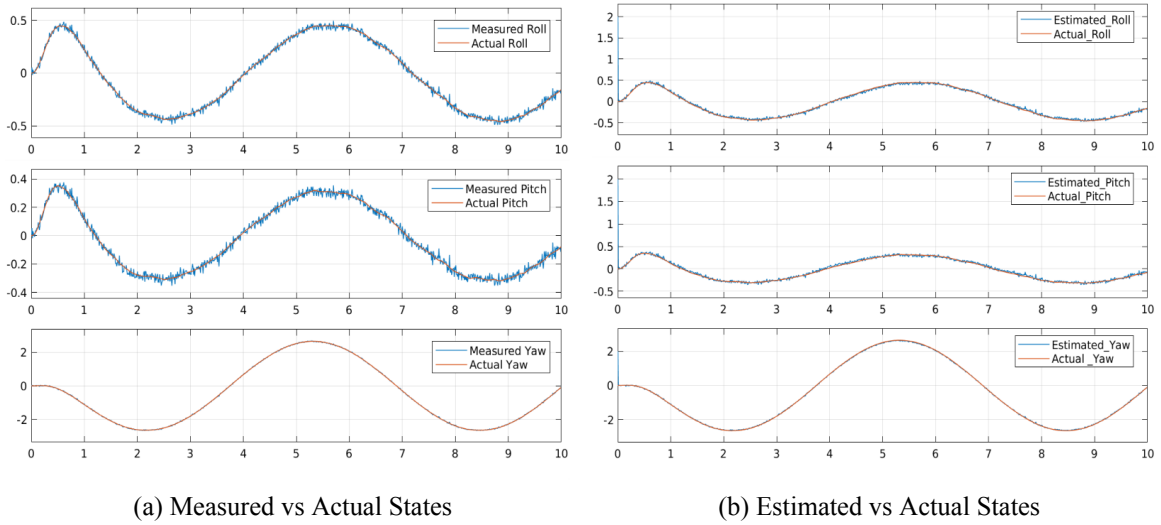 0.5
0
-0.5
Measured Roll
Actual Roll
0 1 2 3 4 5 6 7 8 9 10
0.4
0.2
0
-0.2
-0.4
Measured Pitch
Actual Pitch
0 1 2 3 4 5 6 7 8 9 10
2
0
-2
Measured Yaw
Actual Yaw
0 1 2 3 4 5 6 7 8 9 10
(a) Measured vs Actual States
2
1.5
1
0.5
0
-0.5
Estimated_Roll
Actual_Roll
0 1 2 3 4 5 6 7 8 9 10
2
1.5
1
0.5
0
-0.5
Estimated_Pitch
Actual_Pitch
0 1 2 3 4 5 6 7 8 9 10
2
0
-2
Estimated_Yaw
Actual _Yaw
0 1 2 3 4 5 6 7 8 9 10
(b) Estimated vs Actual States